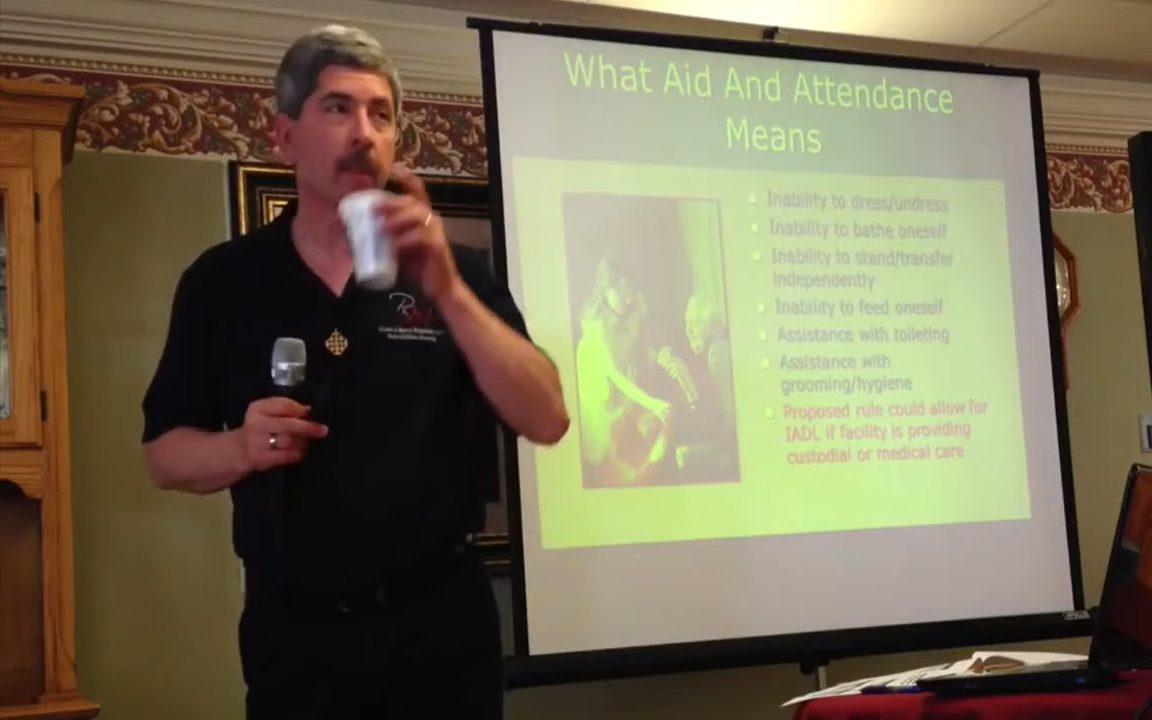 What Aid And Attendance
Means
Inability to dress/undress
Inability to bathe oneself
Inability to stand/transfer
independently
Inability to feed oneself
Assistance with toileting
Assistance with
grooming/hygiene
Proposed rule could allow for
IADL if facility is providing
custodial or medical care